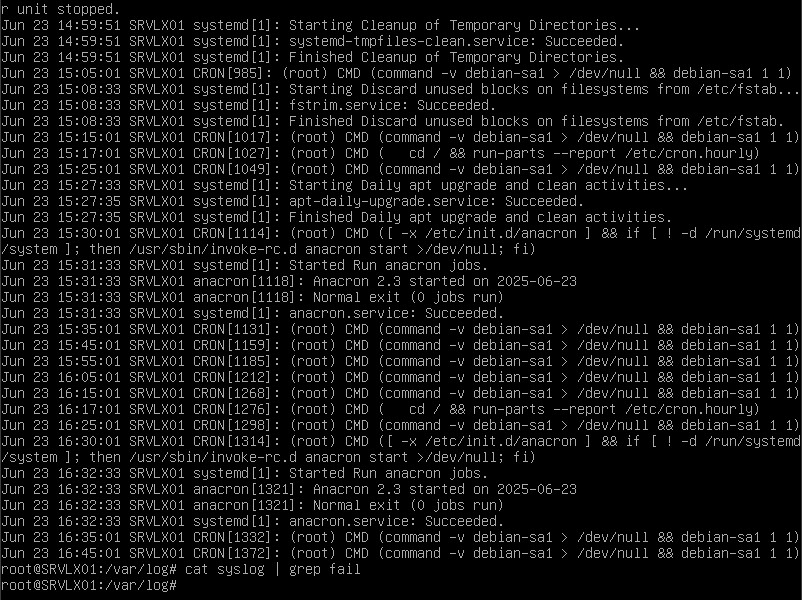 r unit stopped.
Jun 23 14:59:51 SRVLX01 systemd[1]: Starting Cleanup of Temporary Directories...
Jun 23 14:59:51 SRVLX01 systemd[1]: systemd-tmpfiles-clean.service: Succeeded.
Jun 23 14:59:51 SRVLX01 systemd[1]: Finished Cleanup of Temporary Directories.
Jun 23 15:05:01 SRVLX01 CRON[985]: (root) CMD (command -v debian-sa1 > /dev/null && debian-sa1 1 1)
Jun 23 15:08:33 SRVLX01 systemd[1]: Starting Discard unused blocks on filesystems from /etc/fstab...
Jun 23 15:08:33 SRVLX01 systemd[1]: fstrim.service: Succeeded.
Jun 23 15:08:33 SRVLX01 systemd[1]: Finished Discard unused blocks on filesystems from /etc/fstab.
Jun 23 15:15:01 SRVLX01 CRON[1017]: (root) CMD (command -v debian-sa1 > /dev/null && debian-sa1 1 1)
Jun 23 15:17:01 SRVLX01 CRON[1027]: (root) CMD (   cd / && run-parts --report /etc/cron.hourly)
Jun 23 15:25:01 SRVLX01 CRON[1049]: (root) CMD (command -v debian-sa1 > /dev/null && debian-sa1 1 1)
Jun 23 15:27:33 SRVLX01 systemd[1]: Starting Daily apt upgrade and clean activities...
Jun 23 15:27:35 SRVLX01 systemd[1]: apt-daily-upgrade.service: Succeeded.
Jun 23 15:27:35 SRVLX01 systemd[1]: Finished Daily apt upgrade and clean activities.
Jun 23 15:30:01 SRVLX01 CRON[1114]: (root) CMD ([ -x /etc/init.d/anacron ] && if [ ! -d /run/systemd
/system ]; then /usr/sbin/invoke-rc.d anacron start >/dev/null; fi)
Jun 23 15:31:33 SRVLX01 systemd[1]: Started Run anacron jobs.
Jun 23 15:31:33 SRVLX01 anacron[1118]: Anacron 2.3 started on 2025-06-23
Jun 23 15:31:33 SRVLX01 anacron[1118]: Normal exit (0 jobs run)
Jun 23 15:31:33 SRVLX01 systemd[1]: anacron.service: Succeeded.
Jun 23 15:35:01 SRVLX01 CRON[1131]: (root) CMD (command -v debian-sa1 > /dev/null && debian-sa1 1 1)
Jun 23 15:45:01 SRVLX01 CRON[1159]: (root) CMD (command -v debian-sa1 > /dev/null && debian-sa1 1 1)
Jun 23 15:55:01 SRVLX01 CRON[1185]: (root) CMD (command -v debian-sa1 > /dev/null && debian-sa1 1 1)
Jun 23 16:05:01 SRVLX01 CRON[1212]: (root) CMD (command -v debian-sa1 > /dev/null && debian-sa1 1 1)
Jun 23 16:15:01 SRVLX01 CRON[1268]: (root) CMD (command -v debian-sa1 > /dev/null && debian-sa1 1 1)
Jun 23 16:17:01 SRVLX01 CRON[1276]: (root) CMD (   cd / && run-parts --report /etc/cron.hourly)
Jun 23 16:25:01 SRVLX01 CRON[1298]: (root) CMD (command -v debian-sa1 > /dev/null && debian-sa1 1 1)
Jun 23 16:30:01 SRVLX01 CRON[1314]: (root) CMD ([ -x /etc/init.d/anacron ] && if [ ! -d /run/systemd
/system ]; then /usr/sbin/invoke-rc.d anacron start >/dev/null; fi)
Jun 23 16:32:33 SRVLX01 systemd[1]: Started Run anacron jobs.
Jun 23 16:32:33 SRVLX01 anacron[1321]: Anacron 2.3 started on 2025-06-23
Jun 23 16:32:33 SRVLX01 anacron[1321]: Normal exit (0 jobs run)
Jun 23 16:32:33 SRVLX01 systemd[1]: anacron.service: Succeeded.
Jun 23 16:35:01 SRVLX01 CRON[1332]: (root) CMD (command -v debian-sa1 > /dev/null && debian-sa1 1 1)
Jun 23 16:45:01 SRVLX01 CRON[1372]: (root) CMD (command -v debian-sa1 > /dev/null && debian-sa1 1 1)
root@SRVLX01:/var/log# cat syslog | grep fail
root@SRVLX01:/var/log#